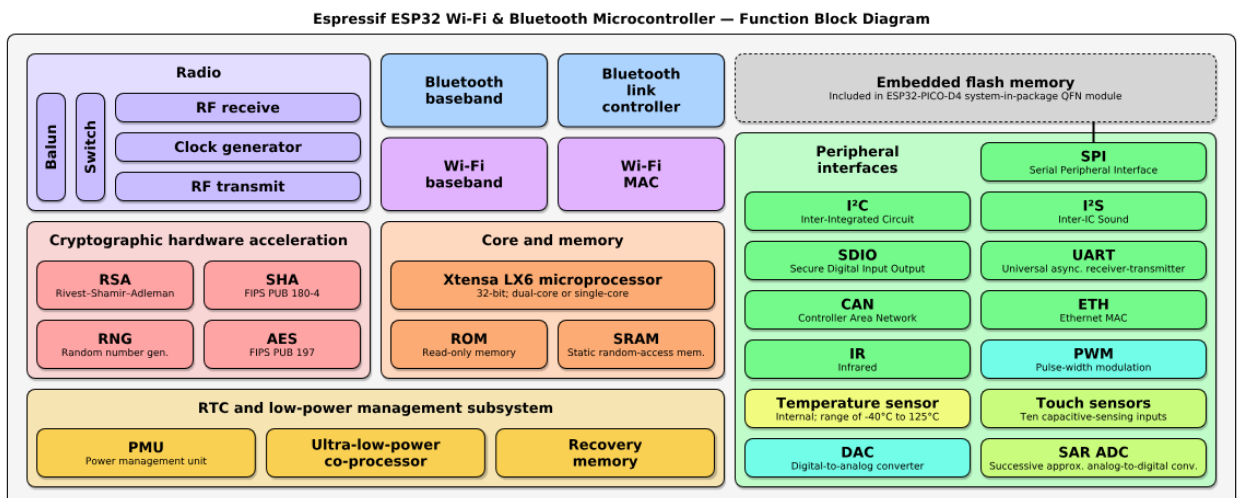 Espressif ESP32 Wi-Fi & Bluetooth Microcontroller — Function Block Diagram
Radio
Balun
Switch
RF receive
Clock generator
RF transmit
Bluetooth
baseband
Bluetooth
link
controller
Wi-Fi
baseband
Wi-Fi
MAC
Embedded flash memory
Included in ESP32-PICO-D4 system-in-package QFN module
Cryptographic hardware acceleration
RSA
Rivest–Shamir–Adleman
SHA
FIPS PUB 180-4
RNG
Random number gen.
AES
FIPS PUB 197
Core and memory
Xtensa LX6 microprocessor
32-bit; dual-core or single-core
ROM
Read-only memory
SRAM
Static random-access mem.
RTC and low-power management subsystem
PMU
Power management unit
Ultra-low-power
co-processor
Recovery
memory
Peripheral
interfaces
SPI
Serial Peripheral Interface
I²C
Inter-Integrated Circuit
I²S
Inter-IC Sound
SDIO
Secure Digital Input Output
UART
Universal async. receiver-transmitter
CAN
Controller Area Network
ETH
Ethernet MAC
IR
Infrared
PWM
Pulse-width modulation
Temperature sensor
Internal; range of -40°C to 125°C
Touch sensors
Ten capacitive-sensing inputs
DAC
Digital-to-analog converter
SAR ADC
Successive approx. analog-to-digital conv.